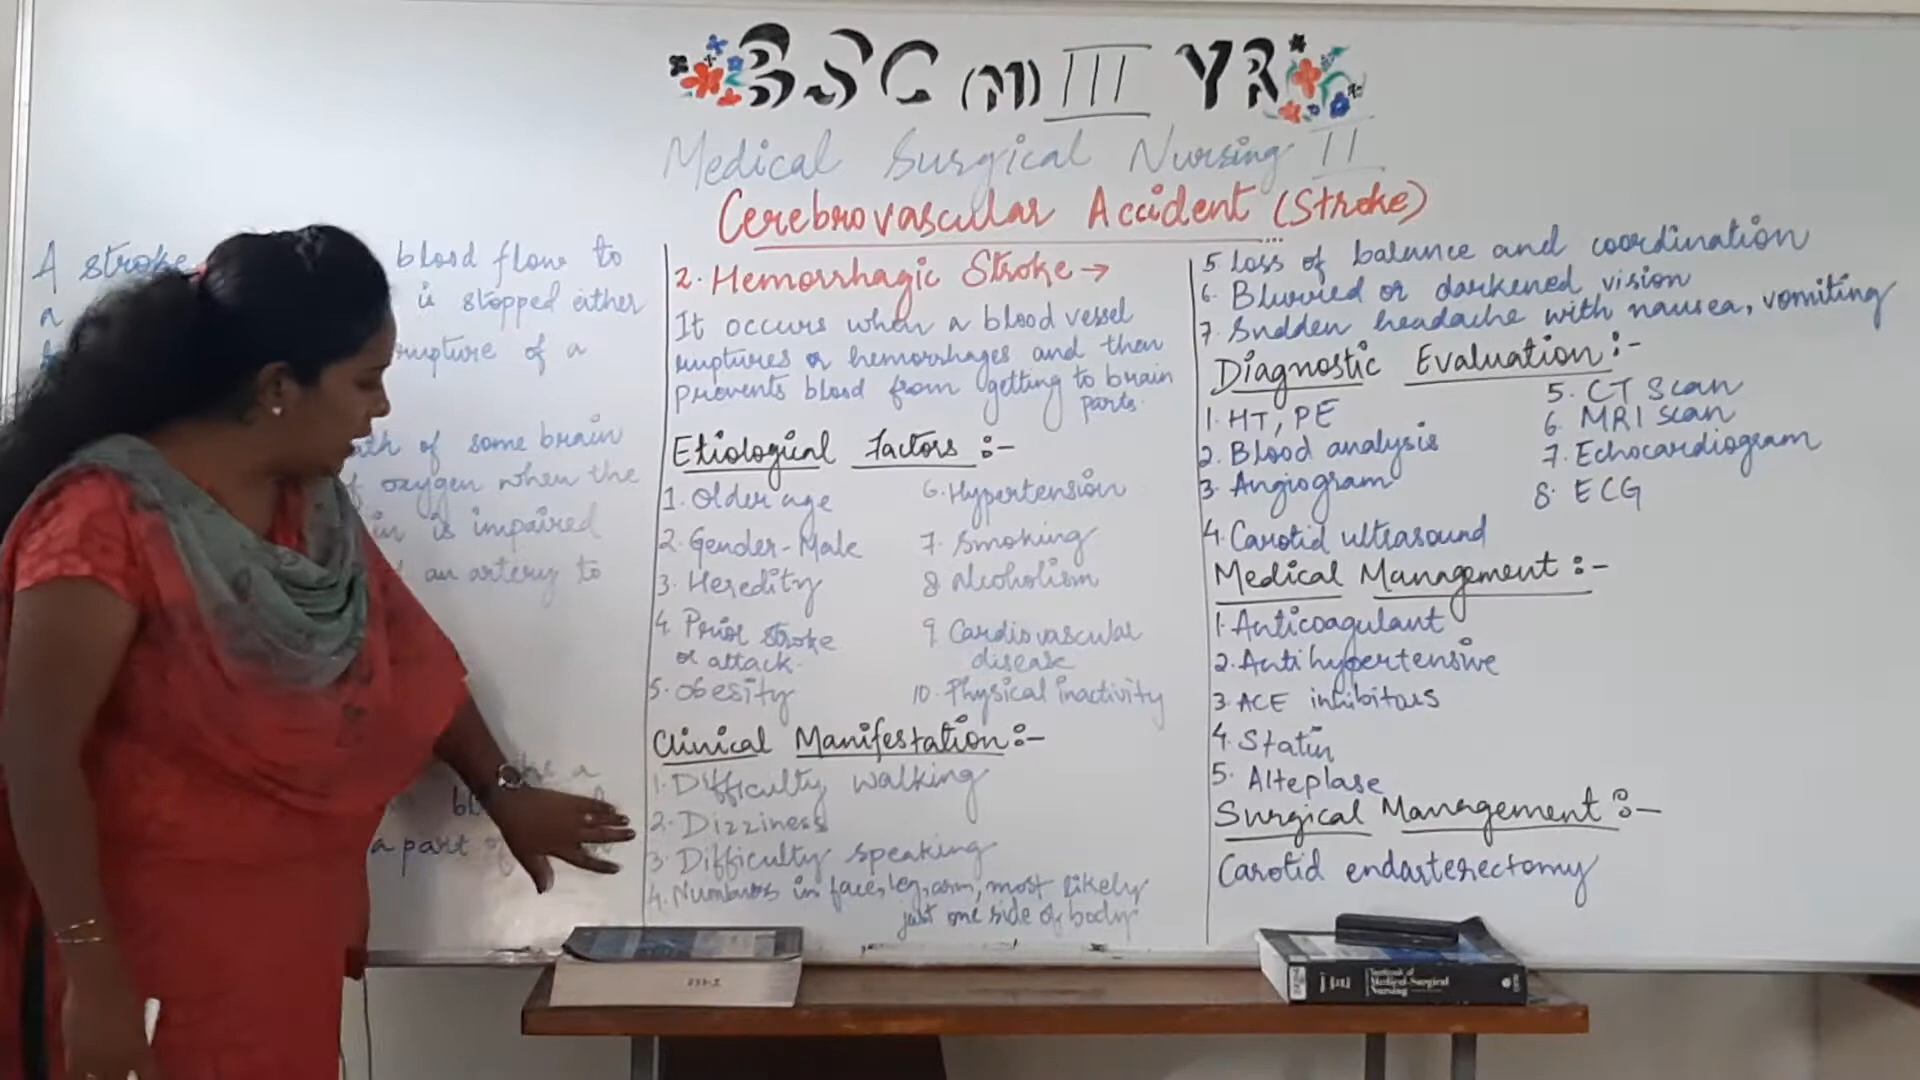 BSC (N) III YR
Medical Surgical Nursing II
Cerebrovascular Accident (Stroke)
A stroke blood flow to
a is stopped either
rupture of a
of some brain
oxygen when the
is impaired
an artery to
a
a part of
2. Hemorrhagic Stroke →
It occurs when a blood vessel
ruptures or hemorrhages and then
prevents blood from getting to brain
parts.
Etiological Factors :-
1. Older age
2. Gender-Male
3. Heredity
4. Prior stroke
or attack.
5. Obesity
6. Hypertension
7. Smoking
8 Alcoholism
9. Cardiovascular
disease
10. Physical inactivity
Clinical Manifestation :-
1. Difficulty walking
2. Dizziness
3. Difficulty speaking
4. Numbness in face, leg, arm, most likely
just one side of body.
5. loss of balance and coordination
6. Blurried or darkened vision
7. Sudden headache with nausea, vomiting
Diagnostic Evaluation :-
1. HT, PE
2. Blood analysis
3. Angiogram
4. Carotid ultrasound
5. CT Scan
6. MRI scan
7. Echocardiogram
8. ECG
Medical Management :-
1. Anticoagulant
2. Antihypertensive
3. ACE inhibitors
4. Statin
5. Alteplase
Surgical Management :-
Carotid endarterectomy
Textbook of
Medical-Surgical
Nursing